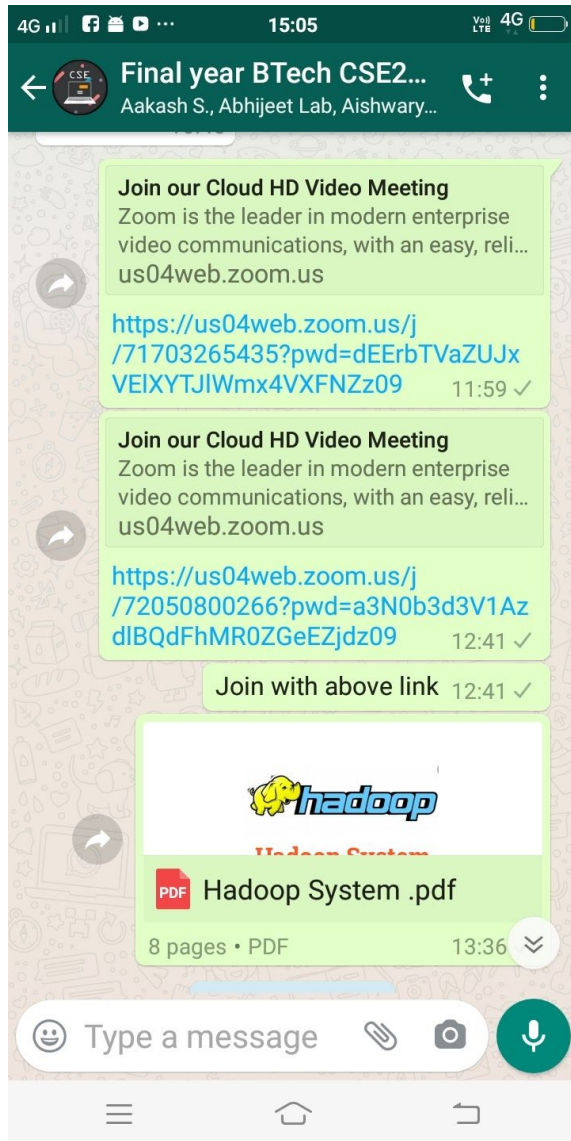 4G 15:05 Vo)) LTE 4G
Final year BTech CSE2...
Aakash S., Abhijeet Lab, Aishwary...
CSE
Join our Cloud HD Video Meeting
Zoom is the leader in modern enterprise
video communications, with an easy, reli...
us04web.zoom.us
https://us04web.zoom.us/j
/71703265435?pwd=dEErbTVaZUJx
VElXYTJlWmx4VXFNZz09 11:59
Join our Cloud HD Video Meeting
Zoom is the leader in modern enterprise
video communications, with an easy, reli...
us04web.zoom.us
https://us04web.zoom.us/j
/72050800266?pwd=a3N0b3d3V1Az
dlBQdFhMR0ZGeEZjdz09 12:41
Join with above link 12:41
hadoop
Hadoop System
PDF Hadoop System .pdf
8 pages • PDF 13:36
Type a message